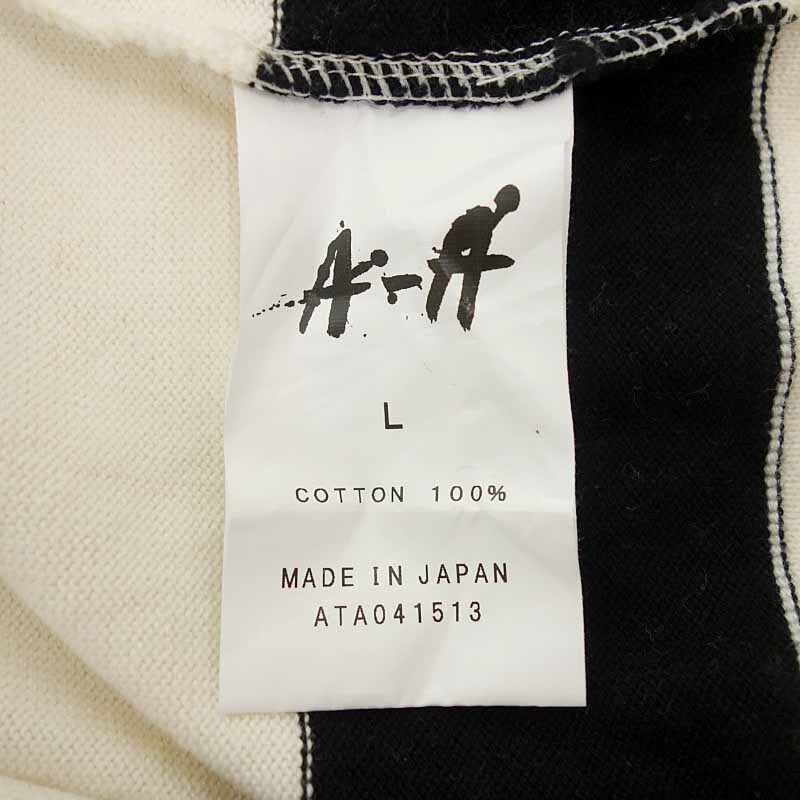 A-A
L
COTTON 100%
MADE IN JAPAN
ATA041513